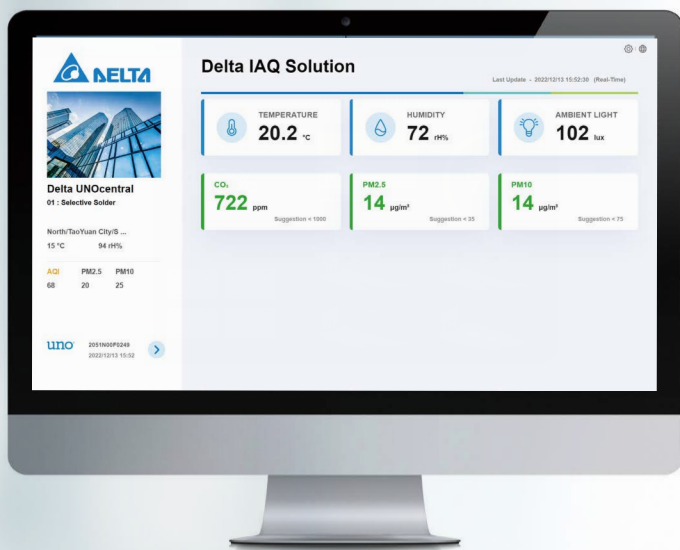 DELTA
Delta UNOcentral
01 : Selective Solder
North/TaoYuan City/S ...
15 °C 94 rH%
AQI PM2.5 PM10
68 20 25
uno 2051N00F0249
2022/12/13 15:52
Delta IAQ Solution
Last Update - 2022/12/13 15:52:30 (Real-Time)
TEMPERATURE
20.2 °C
HUMIDITY
72 rH%
AMBIENT LIGHT
102 lux
CO₂
722 ppm
Suggestion < 1000
PM2.5
14 µg/m³
Suggestion < 35
PM10
14 µg/m³
Suggestion < 75